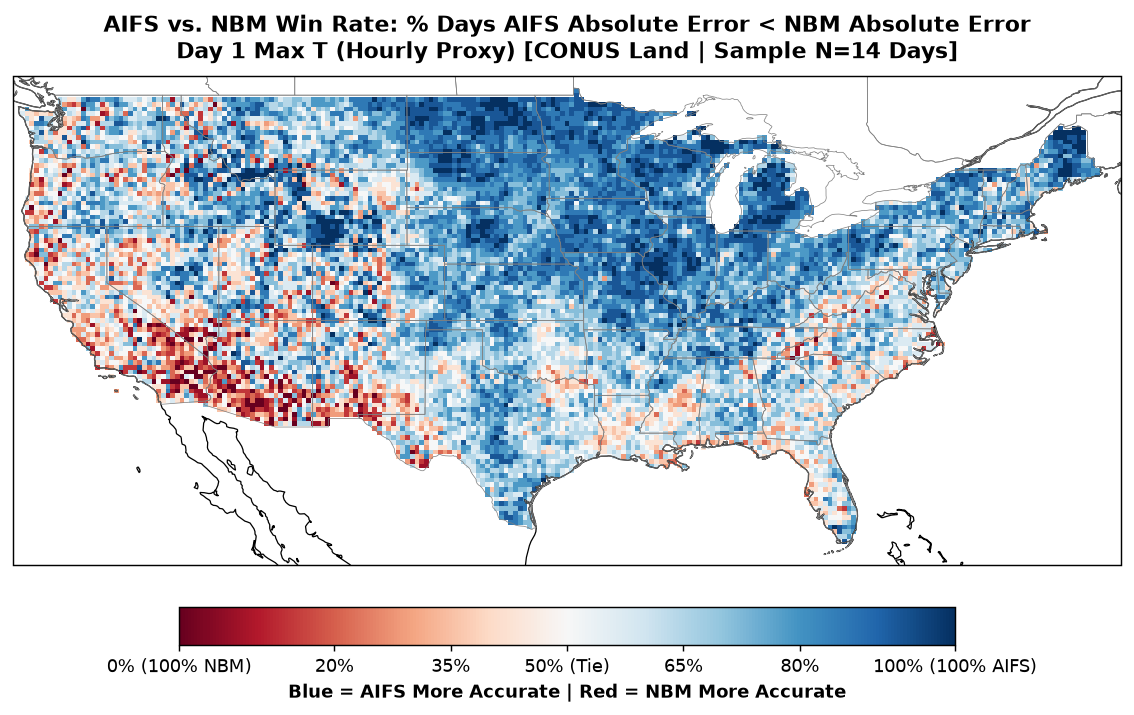 AIFS vs. NBM Win Rate: % Days AIFS Absolute Error < NBM Absolute Error
Day 1 Max T (Hourly Proxy) [CONUS Land | Sample N=14 Days]
0% (100% NBM) 20% 35% 50% (Tie) 65% 80% 100% (100% AIFS)
Blue = AIFS More Accurate | Red = NBM More Accurate